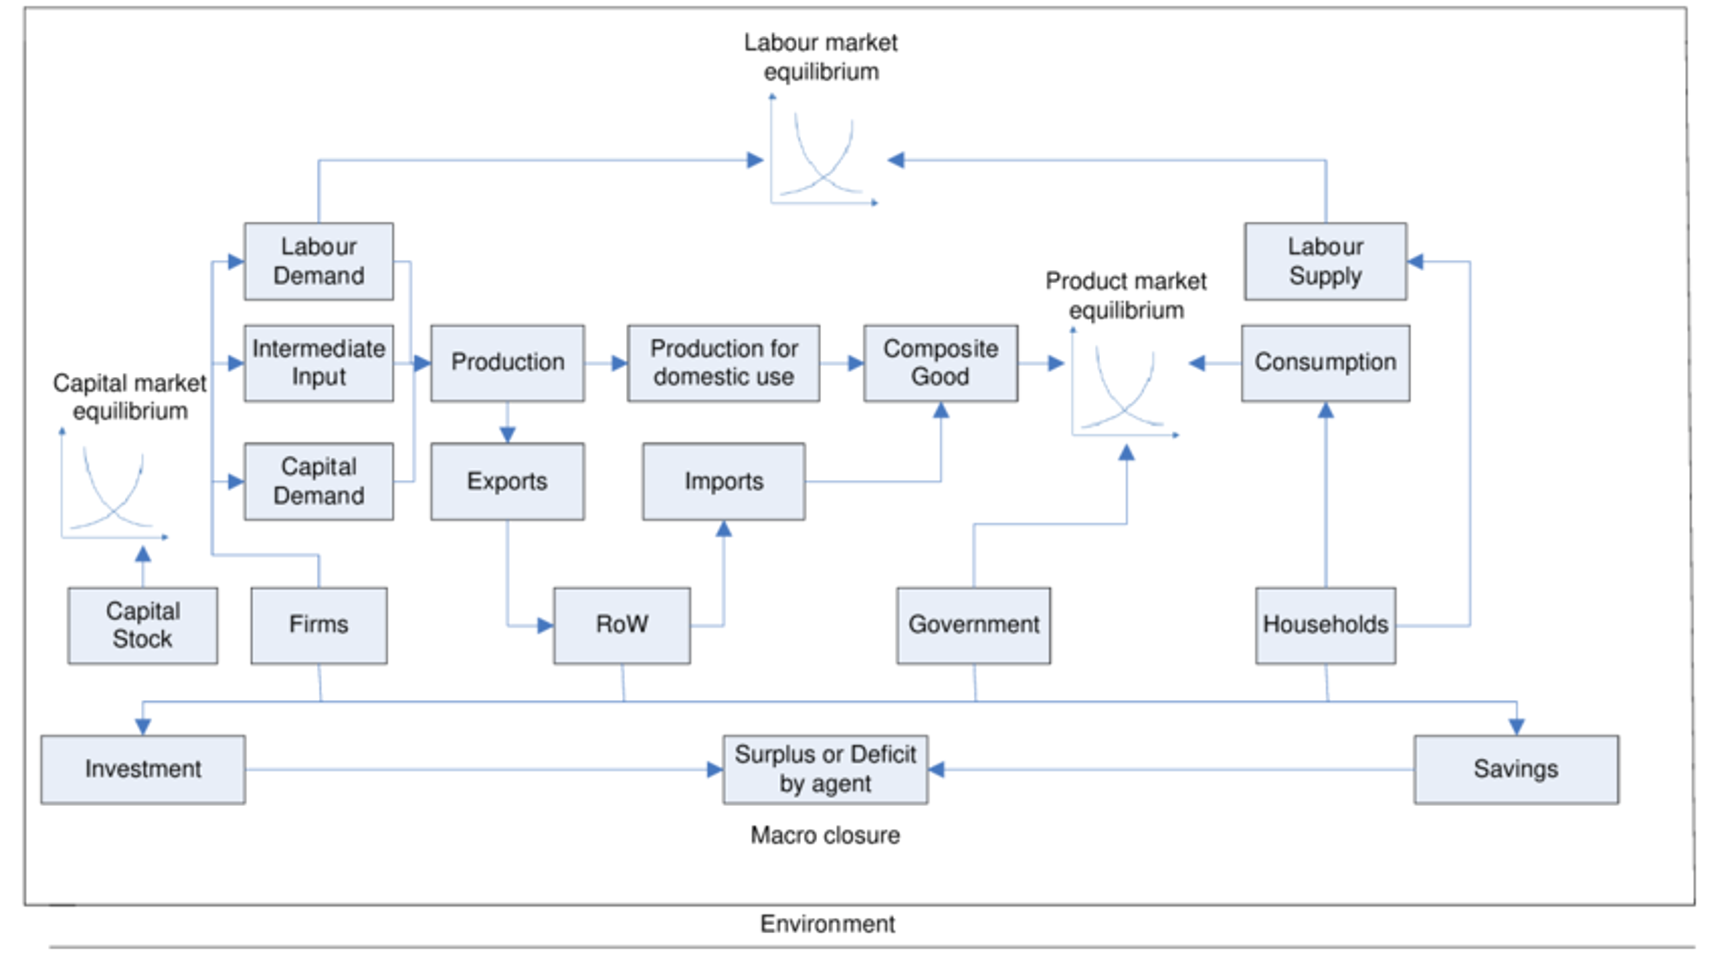 Labour market
equilibrium
Labour
Demand
Labour
Supply
Product market
equilibrium
Intermediate
Input
Production
Production for
domestic use
Composite
Good
Consumption
Capital market
equilibrium
Capital
Demand
Exports
Imports
Capital
Stock
Firms
RoW
Government
Households
Investment
Surplus or Deficit
by agent
Savings
Macro closure
Environment